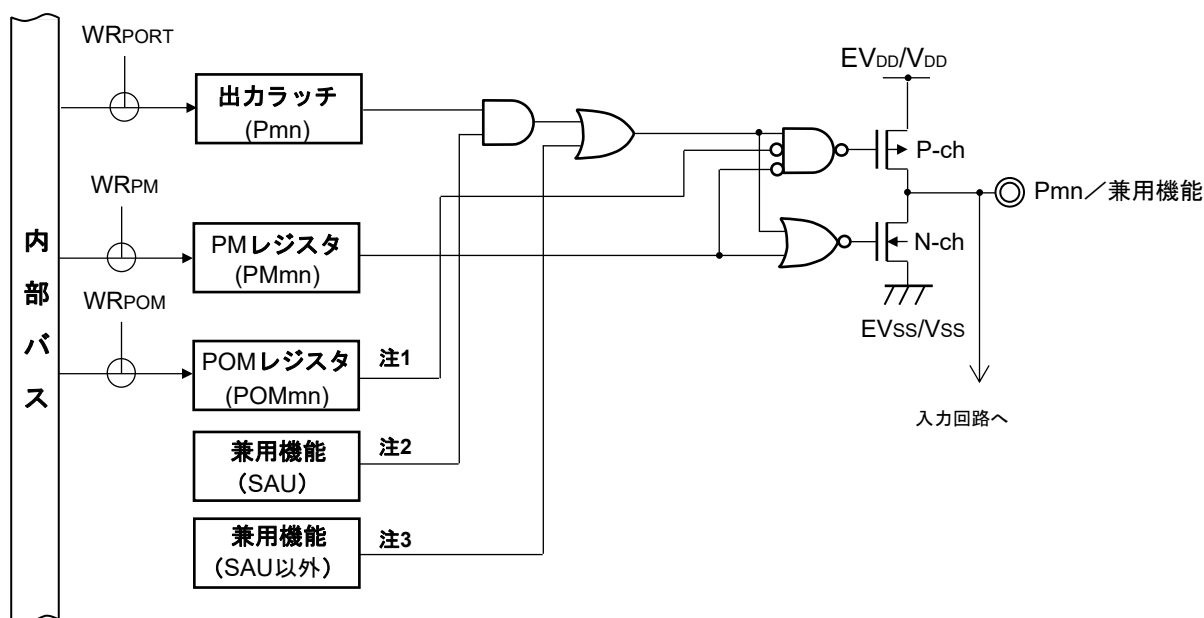 WRPORT
出力ラッチ
(Pmn)
EVDD/VDD
P-ch
Pmn／兼用機能
WRPM
PMレジスタ
(PMmn)
N-ch
EVSS/VSS
内部バス
WRPOM
POMレジスタ
(POMmn)
注1
入力回路へ
兼用機能
（SAU）
注2
兼用機能
（SAU以外）
注3